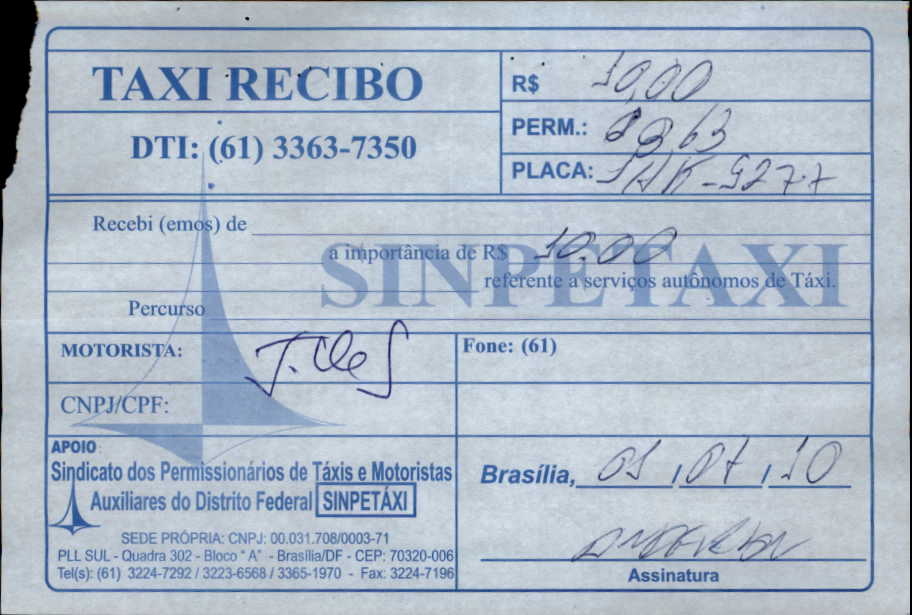 TAXI RECIBO
R$ 10,00
DTI: (61) 3363-7350
PERM.: 2263
PLACA: JHK-9277
Recebi (emos) de
a importância de R$ 10.00
SINPETAXI
referente a serviços autônomos de Táxi.
Percurso
MOTORISTA:
Fone: (61)
CNPJ/CPF:
APOIO
Sindicato dos Permissionários de Táxis e Motoristas
Auxiliares do Distrito Federal SINPETÁXI
Brasília, 01 / 07 / 10
SEDE PRÓPRIA: CNPJ: 00.031.708/0003-71
PLL SUL - Quadra 302 - Bloco "A" - Brasília/DF - CEP: 70320-006
Tel(s): (61) 3224-7292 / 3223-6568 / 3365-1970 - Fax: 3224-7196
Assinatura